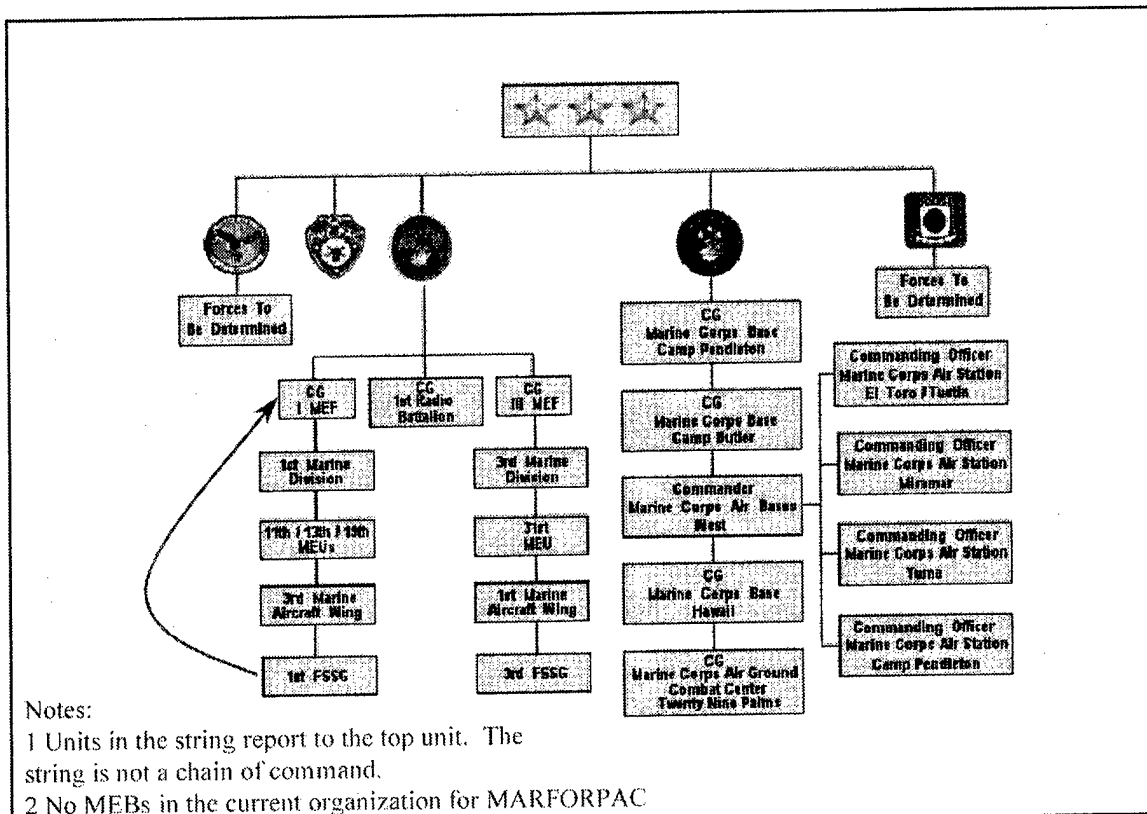 Forces To
Be Determined
Forces To
Be Determined
CG
I MEF
CG
1st Radio
Battalion
CG
III MEF
1st Marine
Division
3rd Marine
Division
11th / 13th / 15th
MEUs
31st
MEU
3rd Marine
Aircraft Wing
1st Marine
Aircraft Wing
1st FSSG
3rd FSSG
CG
Marine Corps Base
Camp Pendleton
CG
Marine Corps Base
Camp Butler
Commander
Marine Corps Air Bases
West
CG
Marine Corps Base
Hawaii
CG
Marine Corps Air Ground
Combat Center
Twenty Nine Palms
Commanding Officer
Marine Corps Air Station
El Toro / Tustin
Commanding Officer
Marine Corps Air Station
Miramar
Commanding Officer
Marine Corps Air Station
Yuma
Commanding Officer
Marine Corps Air Station
Camp Pendleton
Notes:
1 Units in the string report to the top unit. The
string is not a chain of command.
2 No MEBs in the current organization for MARFORPAC